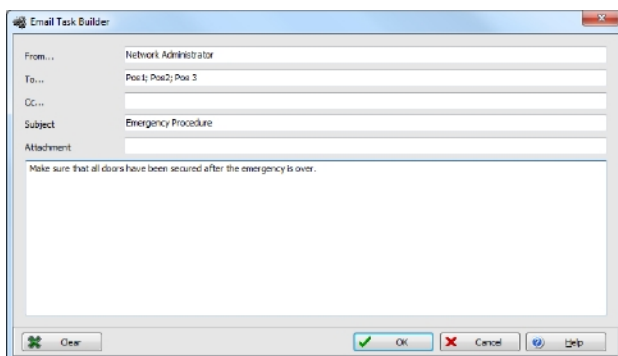 Email Task Builder
From... Network Administrator
To... Pos1; Pos2; Pos 3
Cc...
Subject Emergency Procedure
Attachment
Make sure that all doors have been secured after the emergency is over.
Clear OK Cancel Help